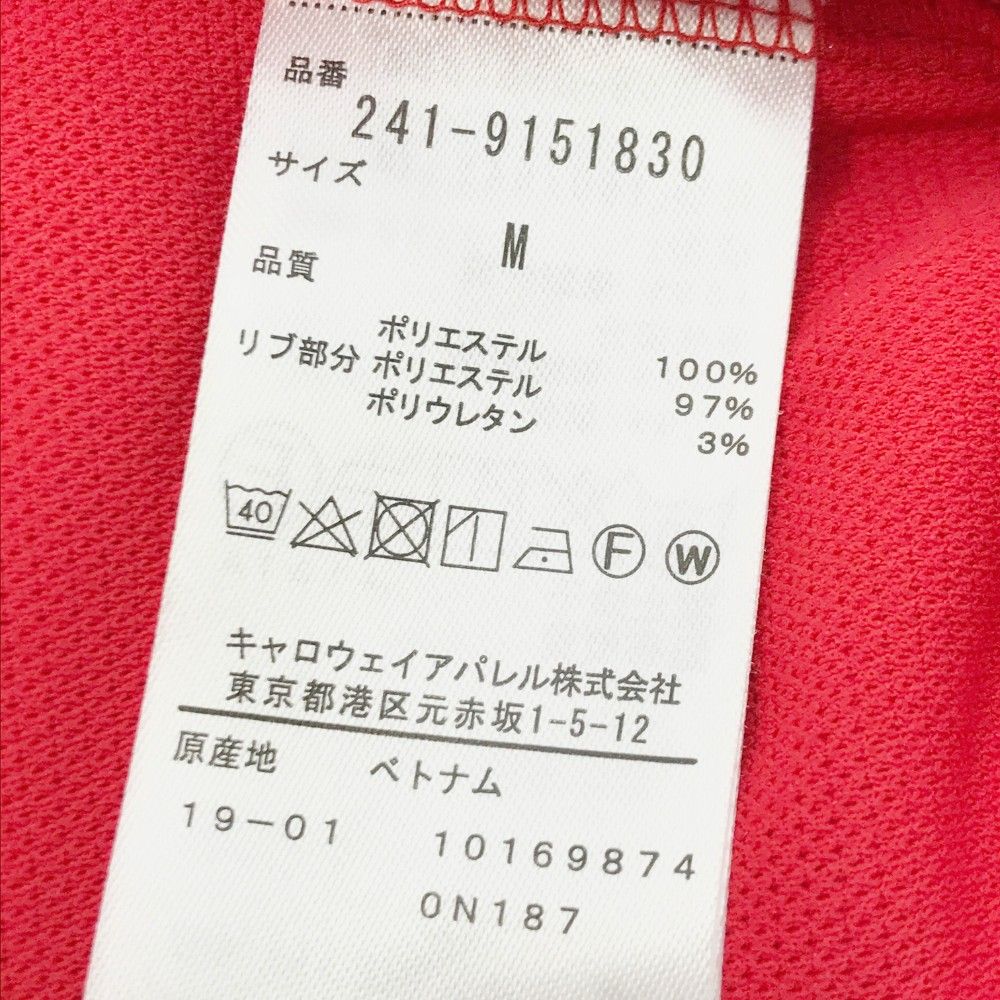 品番
241-9151830
サイズ
M
品質
ポリエステル 100%
リブ部分 ポリエステル 97%
ポリウレタン 3%
40 F W
キャロウェイアパレル株式会社
東京都港区元赤坂1-5-12
原産地 ベトナム
19-01 10169874
0N187